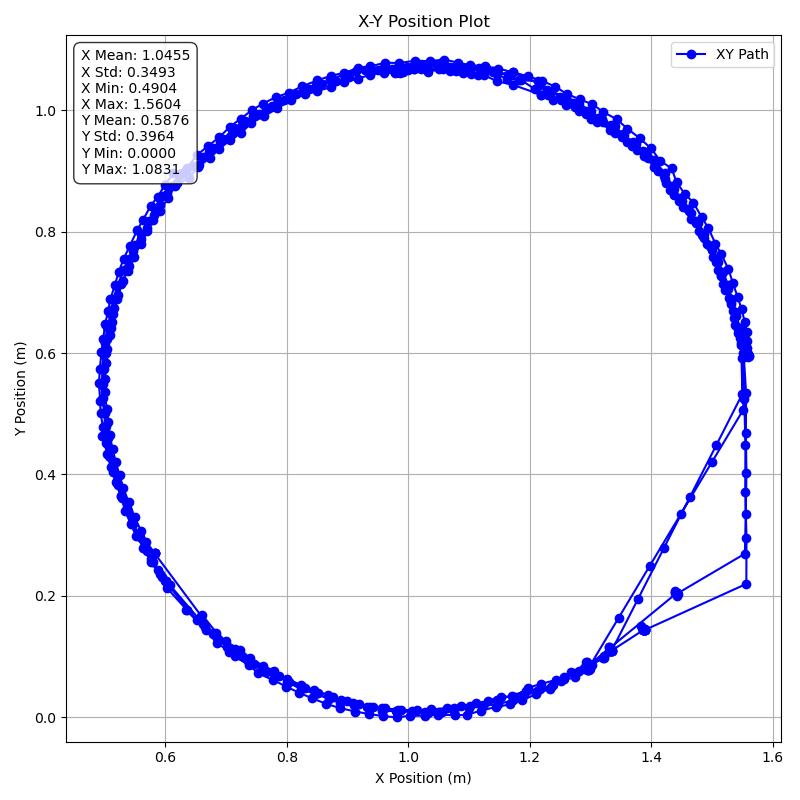 X-Y Position Plot
X Mean: 1.0455
X Std: 0.3493
X Min: 0.4904
X Max: 1.5604
Y Mean: 0.5876
Y Std: 0.3964
Y Min: 0.0000
Y Max: 1.0831
XY Path
Y Position (m)
1.0
0.8
0.6
0.4
0.2
0.0
0.6 0.8 1.0 1.2 1.4 1.6
X Position (m)